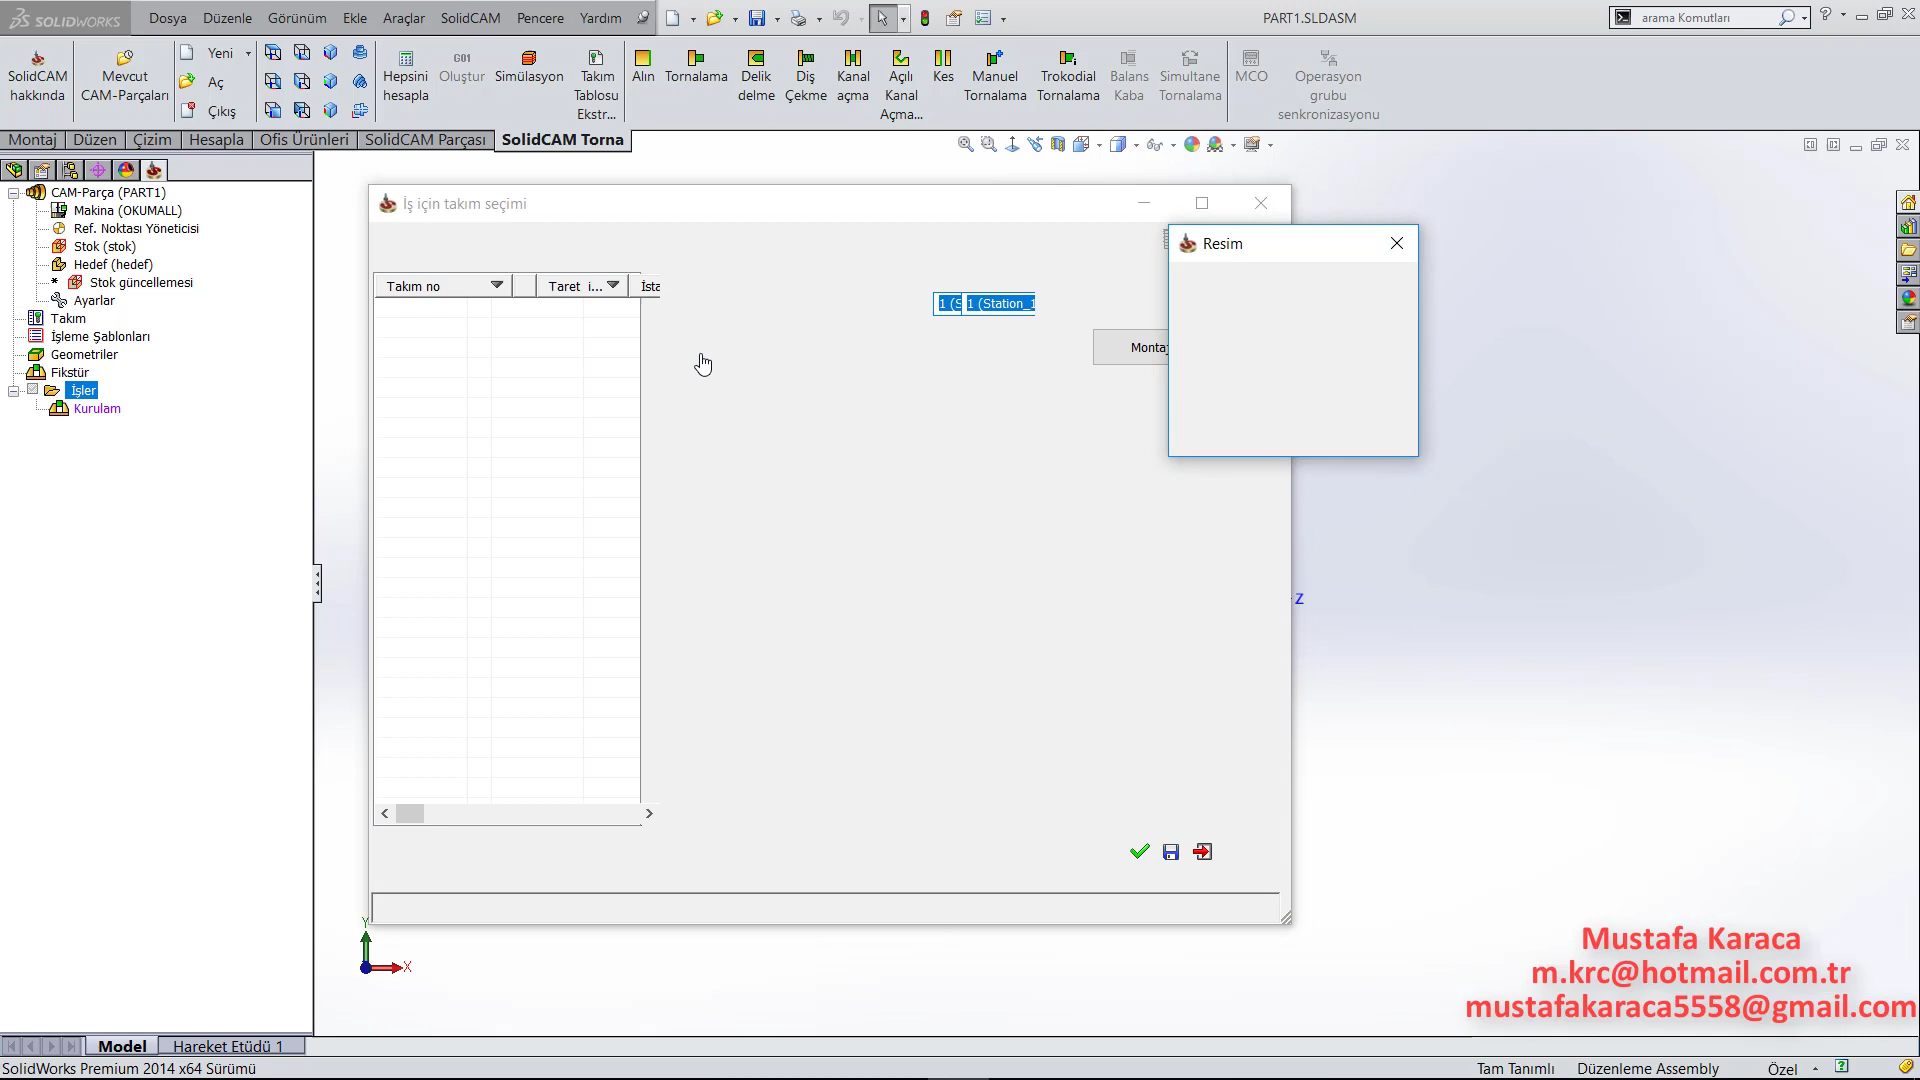 SOLIDWORKS Dosya Düzenle Görünüm Ekle Araçlar SolidCAM Pencere Yardım PART1.SLDASM arama Komutları
SolidCAM hakkında
Mevcut CAM-Parçaları
Yeni
Aç
Çıkış
Hepsini hesapla
G01 Oluştur
Simülasyon
Takım Tablosu Ekstr...
Alın
Tornalama
Delik delme
Diş Çekme
Kanal açma
Açılı Kanal Açma...
Kes
Manuel Tornalama
Trokodial Tornalama
Balans Kaba
Simultane Tornalama
MCO
Operasyon grubu senkronizasyonu
Montaj Düzen Çizim Hesapla Ofis Ürünleri SolidCAM Parçası SolidCAM Torna
CAM-Parça (PART1)
Makina (OKUMALL)
Ref. Noktası Yöneticisi
Stok (stok)
Hedef (hedef)
* Stok güncellemesi
Ayarlar
Takım
İşleme Şablonları
Geometriler
Fikstür
İşler
Kurulam
İş için takım seçimi
Resim
Takım no Taret i... İsta
1 (S 1 (Station_1
Montaj
Z
Y
X
Mustafa Karaca
m.krc@hotmail.com.tr
mustafakaraca5558@gmail.com
Model Hareket Etüdü 1
SolidWorks Premium 2014 x64 Sürümü Tam Tanımlı Düzenleme Assembly Özel